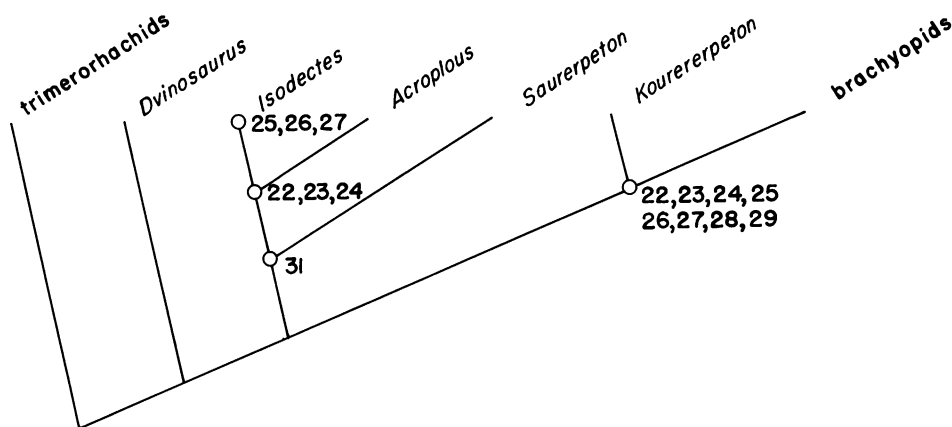 trimerorhachids
Dvinosaurus
Isodectes
Acroplous
Saurerpeton
Kourererpeton
brachyopids
25,26,27
22,23,24
31
22,23,24,25
26,27,28,29